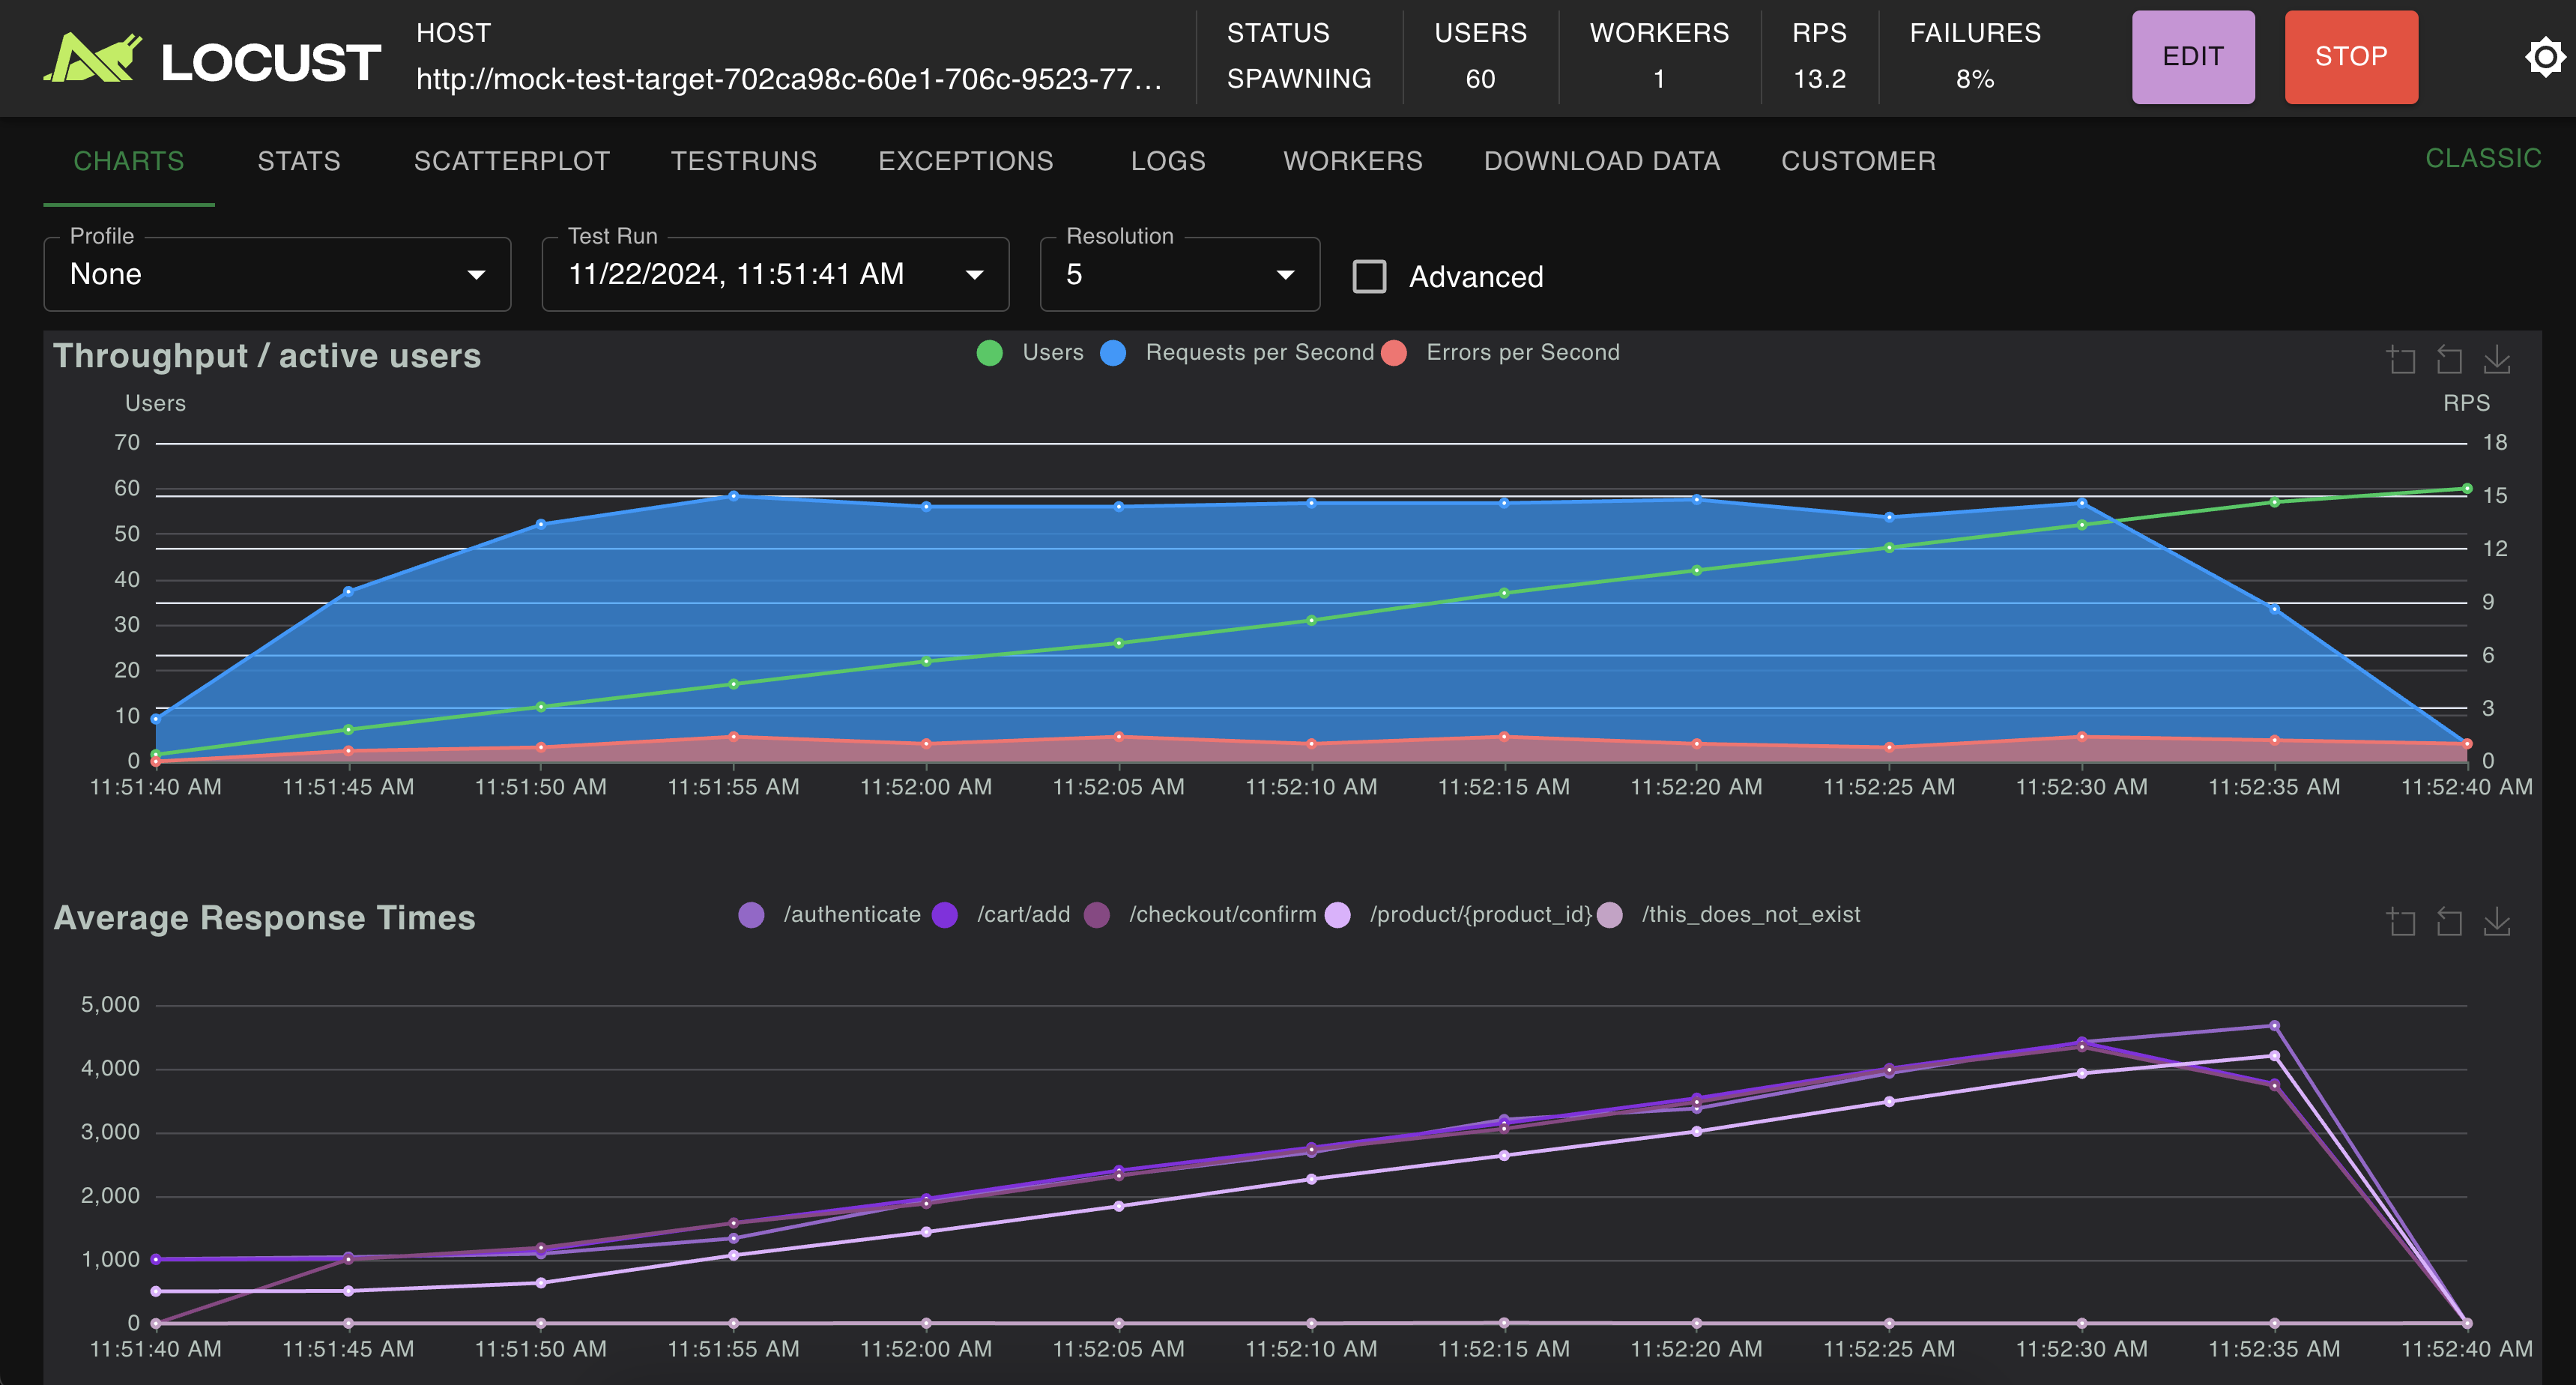 LOCUST
HOST
http://mock-test-target-702ca98c-60e1-706c-9523-77...
STATUS
SPAWNING
USERS
60
WORKERS
1
RPS
13.2
FAILURES
8%
EDIT
STOP
CHARTS STATS SCATTERPLOT TESTRUNS EXCEPTIONS LOGS WORKERS DOWNLOAD DATA CUSTOMER CLASSIC
Profile
None
Test Run
11/22/2024, 11:51:41 AM
Resolution
5
Advanced
Throughput / active users
Users Requests per Second Errors per Second
Users
RPS
70
60
50
40
30
20
10
0
18
15
12
9
6
3
0
11:51:40 AM 11:51:45 AM 11:51:50 AM 11:51:55 AM 11:52:00 AM 11:52:05 AM 11:52:10 AM 11:52:15 AM 11:52:20 AM 11:52:25 AM 11:52:30 AM 11:52:35 AM 11:52:40 AM
Average Response Times
/authenticate /cart/add /checkout/confirm /product/{product_id} /this_does_not_exist
5,000
4,000
3,000
2,000
1,000
0
11:51:40 AM 11:51:45 AM 11:51:50 AM 11:51:55 AM 11:52:00 AM 11:52:05 AM 11:52:10 AM 11:52:15 AM 11:52:20 AM 11:52:25 AM 11:52:30 AM 11:52:35 AM 11:52:40 AM